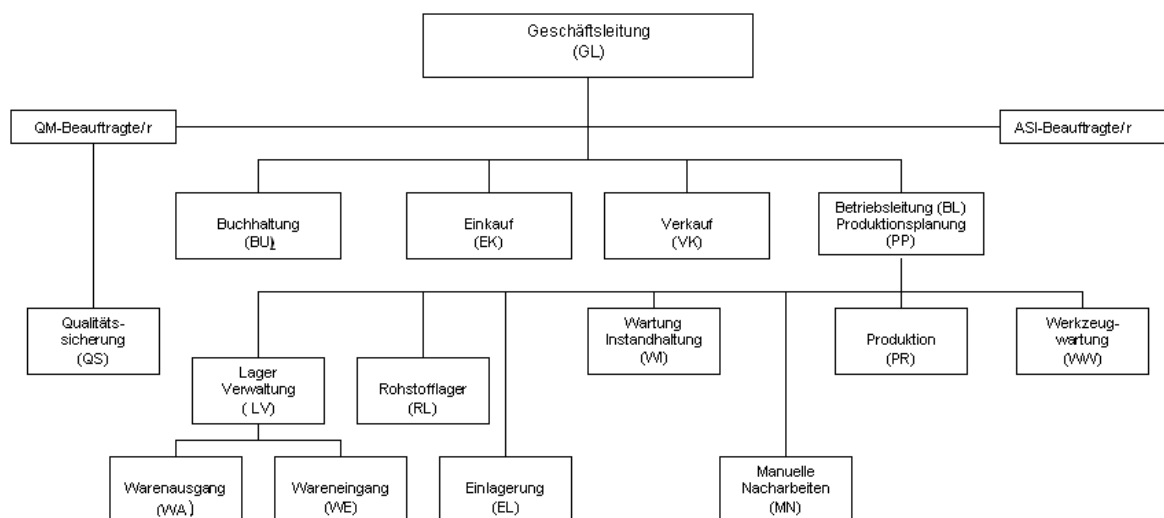 Geschäftsleitung
(GL)
QM-Beauftragte/r
ASI-Beauftragte/r
Buchhaltung
(BU)
Einkauf
(EK)
Verkauf
(VK)
Betriebsleitung (BL)
Produktionsplanung
(PP)
Qualitäts-
sicherung
(QS)
Lager
Verwaltung
( LV)
Rohstofflager
(RL)
Wartung
Instandhaltung
(WI)
Produktion
(PR)
Werkzeug-
wartung
(WW)
Warenausgang
(WA)
Wareneingang
(WE)
Einlagerung
(EL)
Manuelle
Nacharbeiten
(MN)